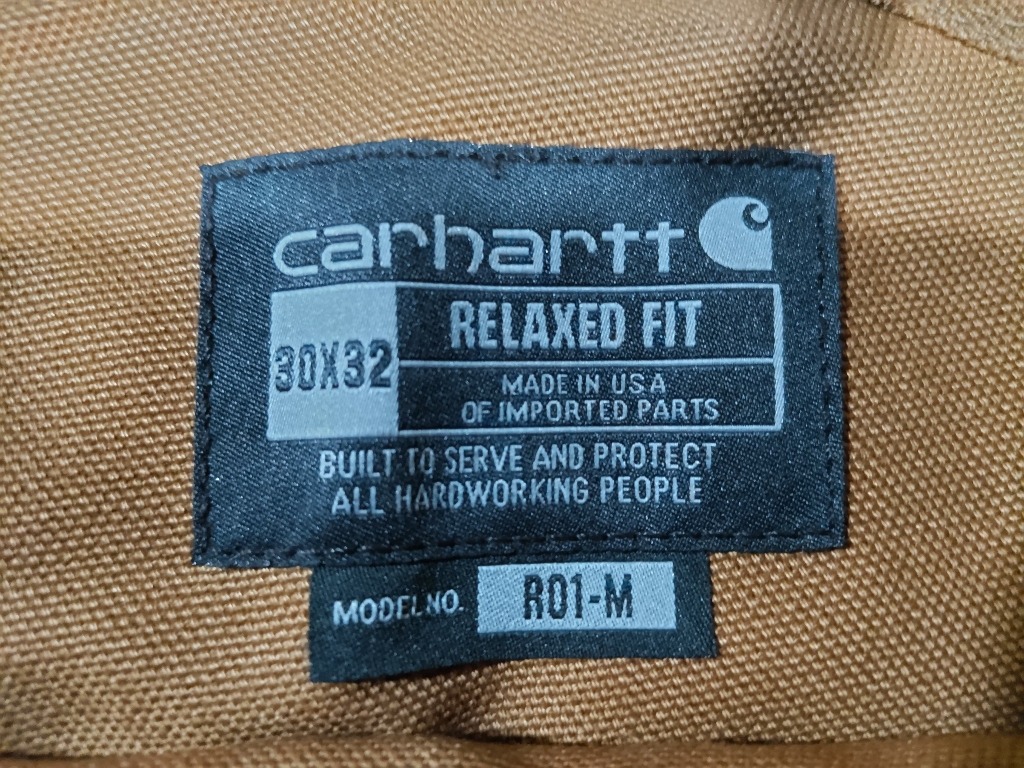 carhartt
30X32
RELAXED FIT
MADE IN USA
OF IMPORTED PARTS
BUILT TO SERVE AND PROTECT
ALL HARDWORKING PEOPLE
MODEL NO. R01-M